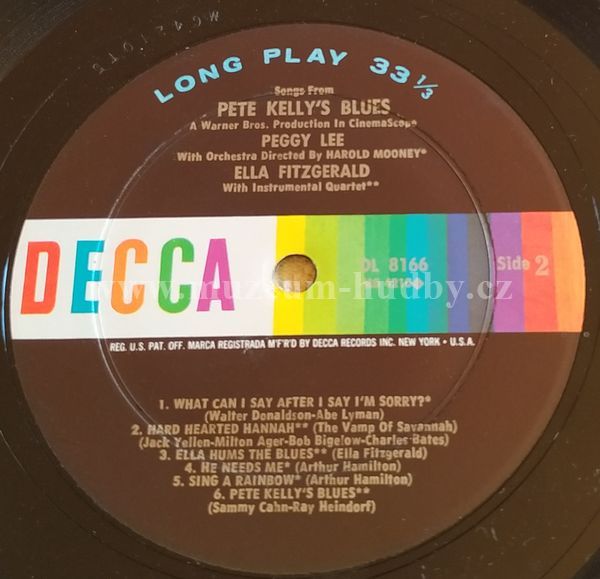 LONG PLAY 33⅓
Songs From
PETE KELLY'S BLUES
A Warner Bros. Production In CinemaScope
PEGGY LEE
With Orchestra Directed By HAROLD MOONEY*
ELLA FITZGERALD
With Instrumental Quartet**
DECCA
DL 8166
Side 2
www.muzeum-hudby.cz
REG. U.S. PAT. OFF. MARCA REGISTRADA M'F'R'D BY DECCA RECORDS INC. NEW YORK • U.S.A.
1. WHAT CAN I SAY AFTER I SAY I'M SORRY?*
(Walter Donaldson-Abe Lyman)
2. HARD HEARTED HANNAH** (The Vamp Of Savannah)
(Jack Yellen-Milton Ager-Bob Bigelow-Charles Bates)
3. ELLA HUMS THE BLUES** (Ella Fitzgerald)
4. HE NEEDS ME* (Arthur Hamilton)
5. SING A RAINBOW* (Arthur Hamilton)
6. PETE KELLY'S BLUES**
(Sammy Cahn-Ray Heindorf)